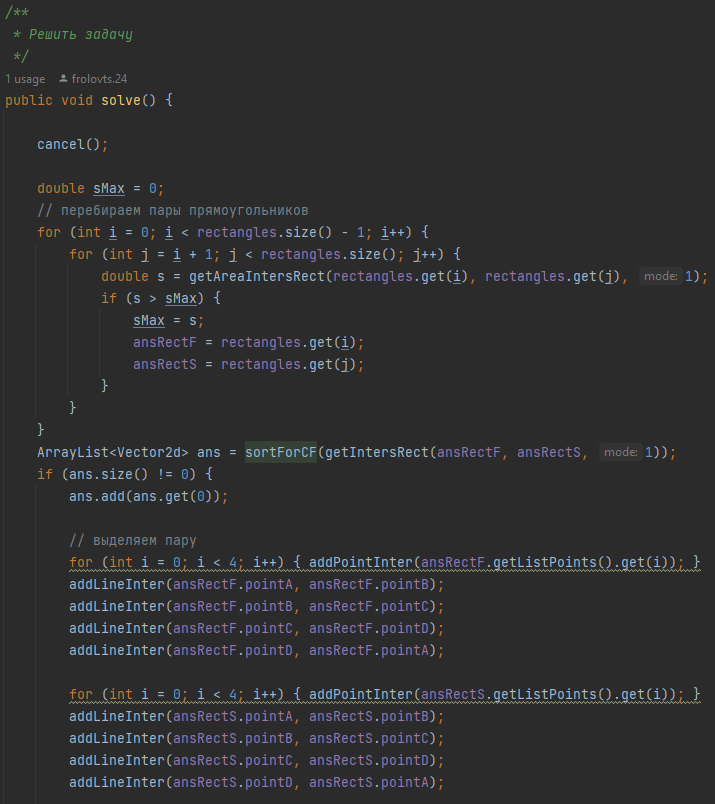 /**
 * Решить задачу
 */
1 usage frolovts.24
public void solve() {
cancel();
double sMax = 0;
// перебираем пары прямоугольников
for (int i = 0; i < rectangles.size() - 1; i++) {
for (int j = i + 1; j < rectangles.size(); j++) {
double s = getAreaIntersRect(rectangles.get(i), rectangles.get(j), mode: 1);
if (s > sMax) {
sMax = s;
ansRectF = rectangles.get(i);
ansRectS = rectangles.get(j);
}
}
}
ArrayList<Vector2d> ans = sortForCF(getIntersRect(ansRectF, ansRectS, mode: 1));
if (ans.size() != 0) {
ans.add(ans.get(0));
// выделяем пару
for (int i = 0; i < 4; i++) { addPointInter(ansRectF.getListPoints().get(i)); }
addLineInter(ansRectF.pointA, ansRectF.pointB);
addLineInter(ansRectF.pointB, ansRectF.pointC);
addLineInter(ansRectF.pointC, ansRectF.pointD);
addLineInter(ansRectF.pointD, ansRectF.pointA);
for (int i = 0; i < 4; i++) { addPointInter(ansRectS.getListPoints().get(i)); }
addLineInter(ansRectS.pointA, ansRectS.pointB);
addLineInter(ansRectS.pointB, ansRectS.pointC);
addLineInter(ansRectS.pointC, ansRectS.pointD);
addLineInter(ansRectS.pointD, ansRectS.pointA);